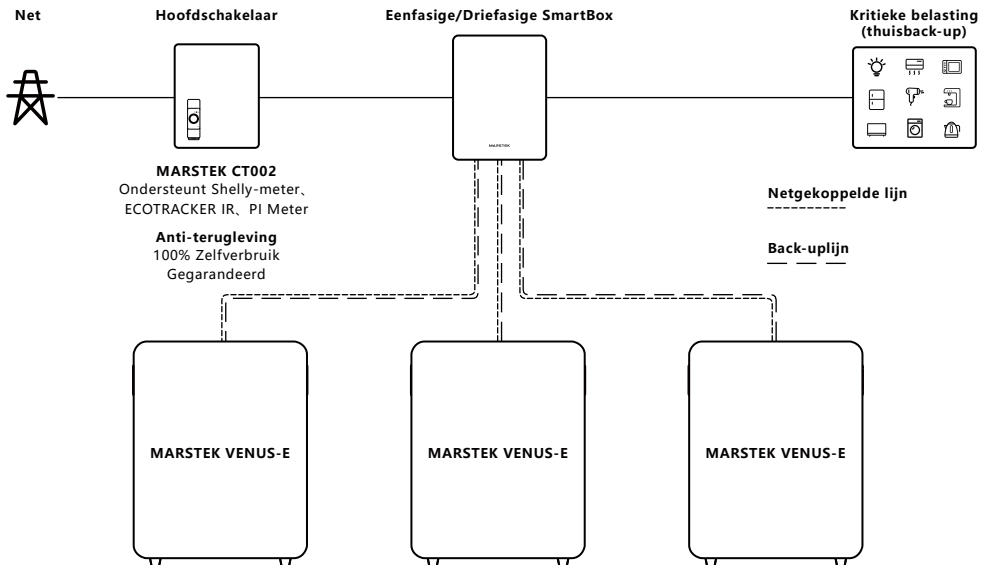 Net
Hoofdschakelaar
Eenfasige/Driefasige SmartBox
Kritieke belasting
(thuisback-up)
MARSTEK
MARSTEK CT002
Ondersteunt Shelly-meter、
ECOTRACKER IR、PI Meter
Anti-terugleving
100% Zelfverbruik
Gegarandeerd
Netgekoppelde lijn
Back-uplijn
MARSTEK VENUS-E
MARSTEK VENUS-E
MARSTEK VENUS-E